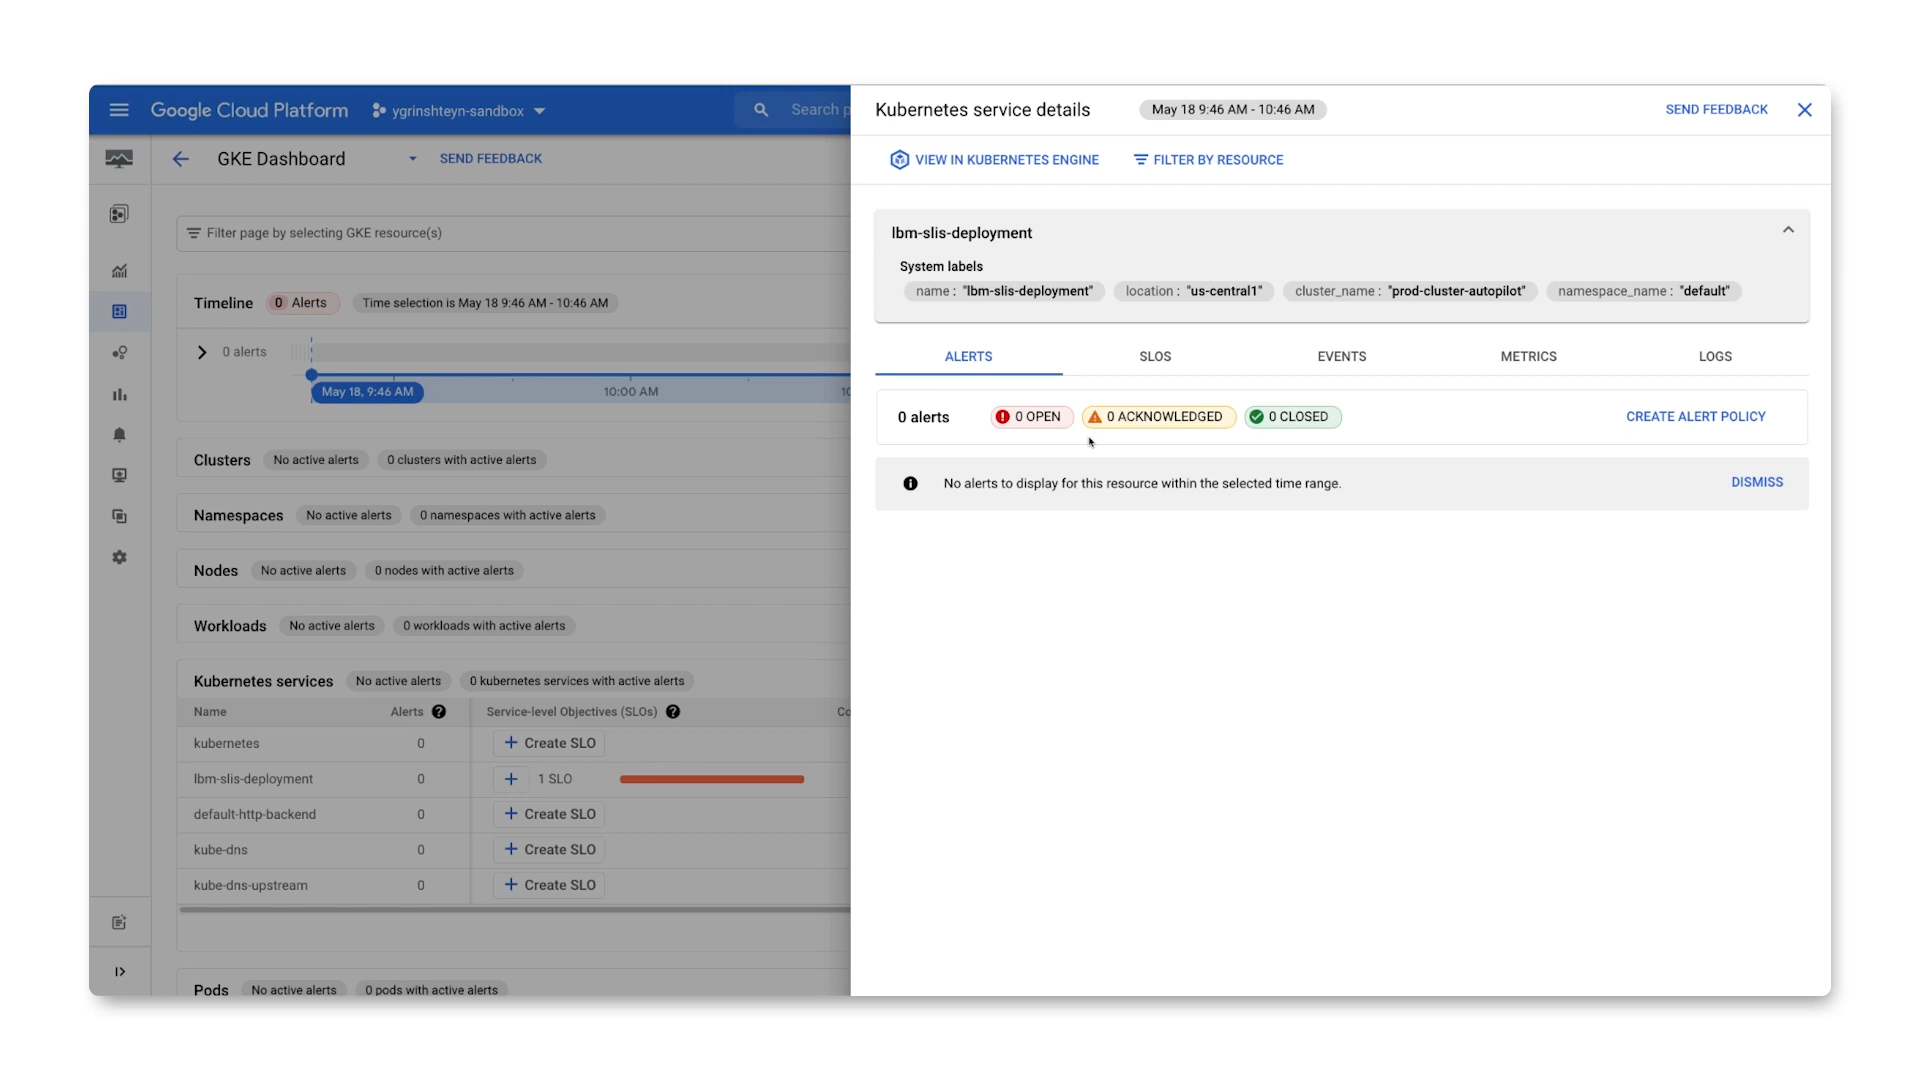 Google Cloud Platform
ygrinshteyn-sandbox
Search p
GKE Dashboard
SEND FEEDBACK
Filter page by selecting GKE resource(s)
Timeline 0 Alerts Time selection is May 18 9:46 AM - 10:46 AM
0 alerts
May 18, 9:46 AM 10:00 AM 10
Clusters No active alerts 0 clusters with active alerts
Namespaces No active alerts 0 namespaces with active alerts
Nodes No active alerts 0 nodes with active alerts
Workloads No active alerts 0 workloads with active alerts
Kubernetes services No active alerts 0 kubernetes services with active alerts
Name Alerts Service-level Objectives (SLOs) Co
kubernetes 0 + Create SLO
lbm-slis-deployment 0 + 1 SLO
default-http-backend 0 + Create SLO
kube-dns 0 + Create SLO
kube-dns-upstream 0 + Create SLO
Pods No active alerts 0 pods with active alerts
Kubernetes service details May 18 9:46 AM - 10:46 AM SEND FEEDBACK
VIEW IN KUBERNETES ENGINE FILTER BY RESOURCE
lbm-slis-deployment
System labels
name : "lbm-slis-deployment" location : "us-central1" cluster_name : "prod-cluster-autopilot" namespace_name : "default"
ALERTS SLOS EVENTS METRICS LOGS
0 alerts 0 OPEN 0 ACKNOWLEDGED 0 CLOSED CREATE ALERT POLICY
No alerts to display for this resource within the selected time range. DISMISS